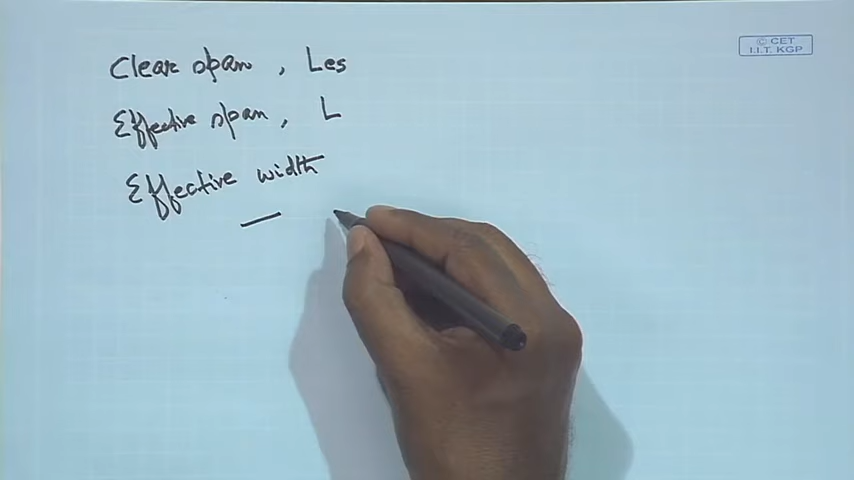 Clear span, Les
Effective span, L
Effective width
© CET
I.I.T. KGP